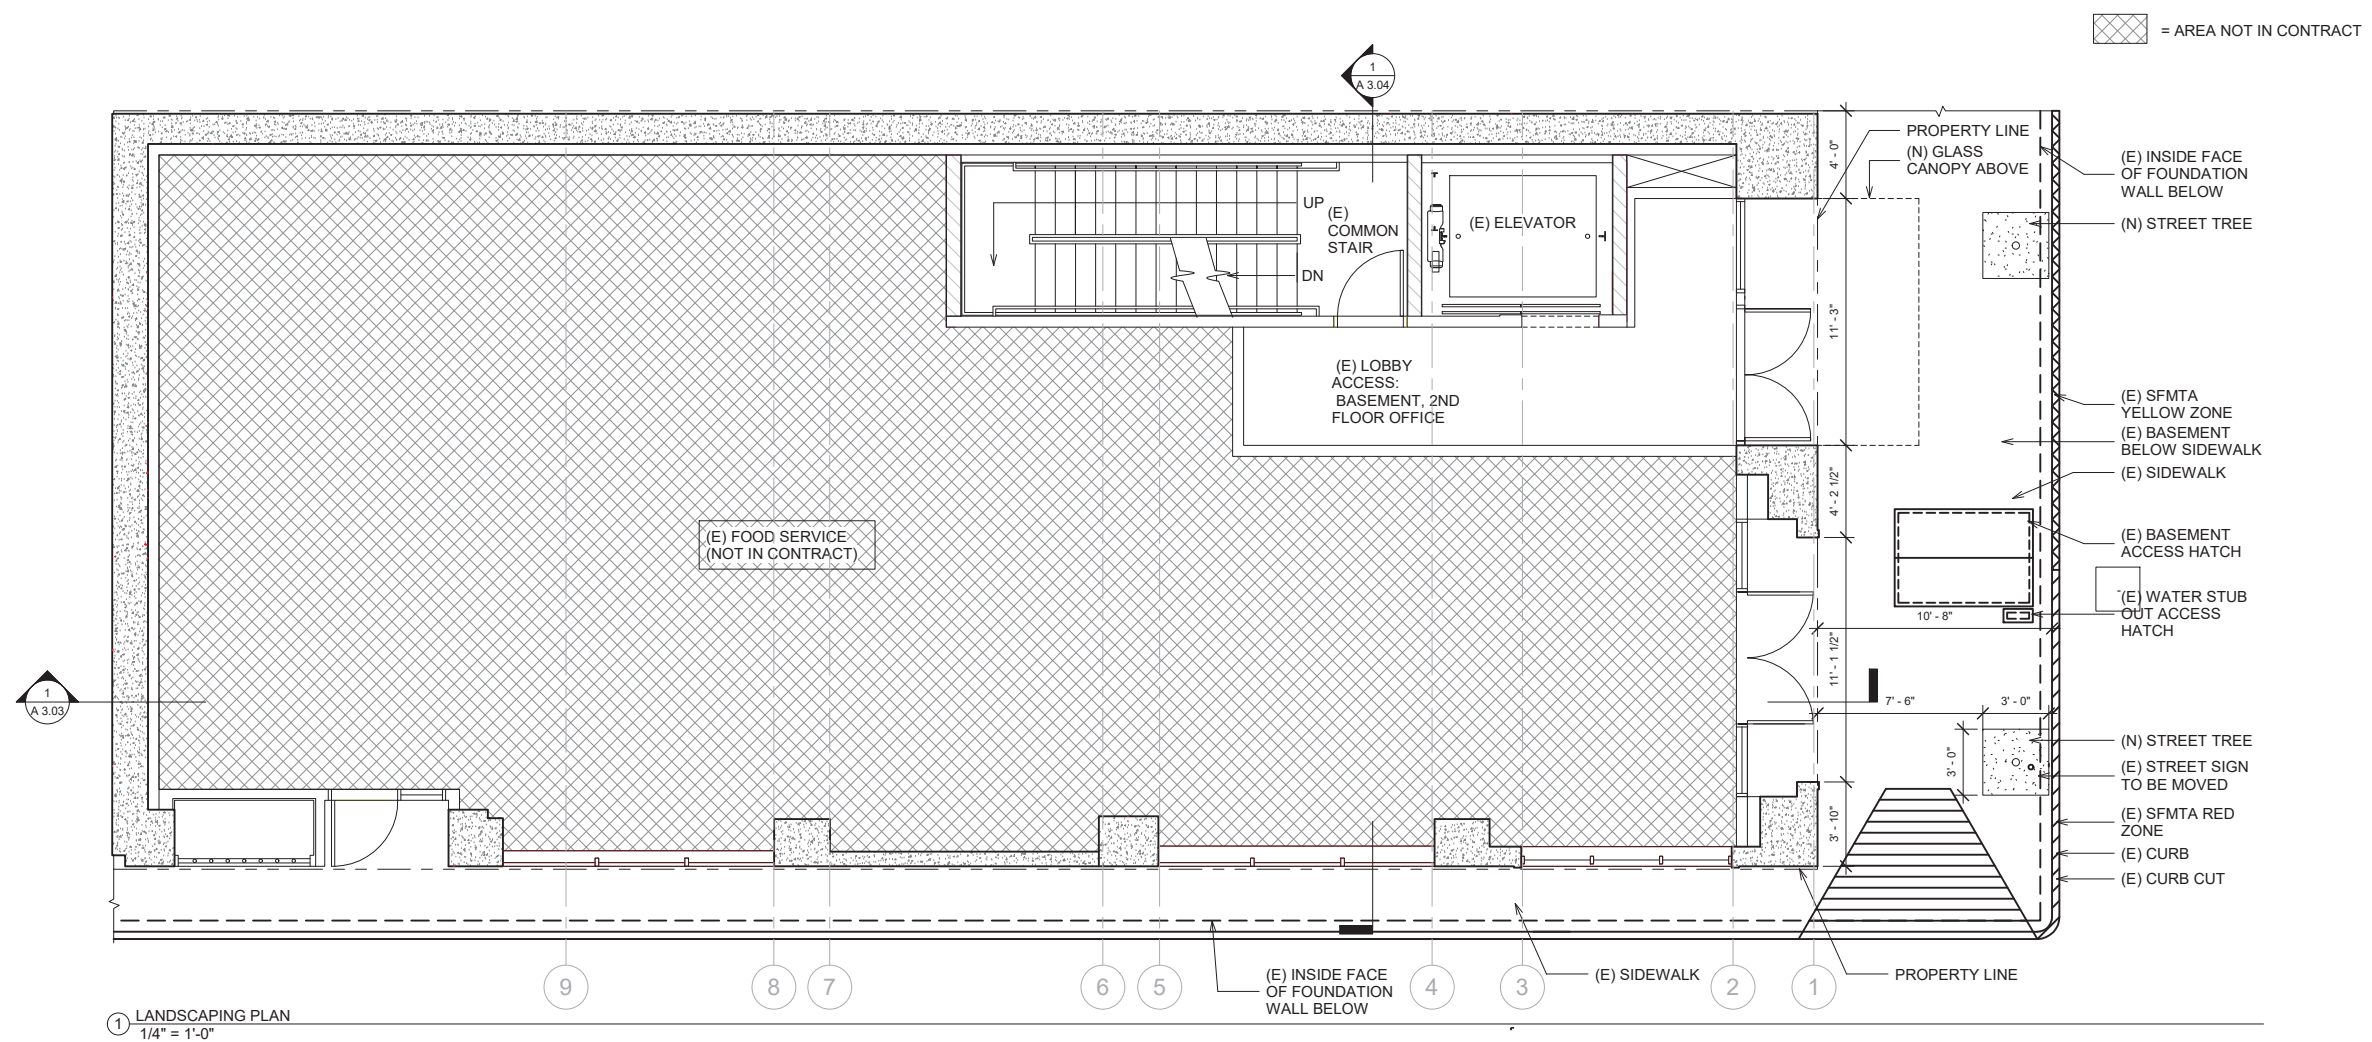 = AREA NOT IN CONTRACT
1
A 3.04
PROPERTY LINE
(N) GLASS
CANOPY ABOVE
4' - 0"
(E) INSIDE FACE
OF FOUNDATION
WALL BELOW
(N) STREET TREE
UP
(E)
COMMON
STAIR
DN
(E) ELEVATOR
11' - 3"
(E) LOBBY
ACCESS:
BASEMENT, 2ND
FLOOR OFFICE
(E) SFMTA
YELLOW ZONE
(E) BASEMENT
BELOW SIDEWALK
(E) SIDEWALK
4' - 2 1/2"
(E) FOOD SERVICE
(NOT IN CONTRACT)
(E) BASEMENT
ACCESS HATCH
(E) WATER STUB
OUT ACCESS
HATCH
10' - 8"
11' - 1 1/2"
1
A 3.03
7' - 6"
3' - 0"
3' - 0"
(N) STREET TREE
(E) STREET SIGN
TO BE MOVED
(E) SFMTA RED
ZONE
3' - 10"
(E) CURB
(E) CURB CUT
(E) INSIDE FACE
OF FOUNDATION
WALL BELOW
(E) SIDEWALK
PROPERTY LINE
9
8
7
6
5
4
3
2
1
1
LANDSCAPING PLAN
1/4" = 1'-0"